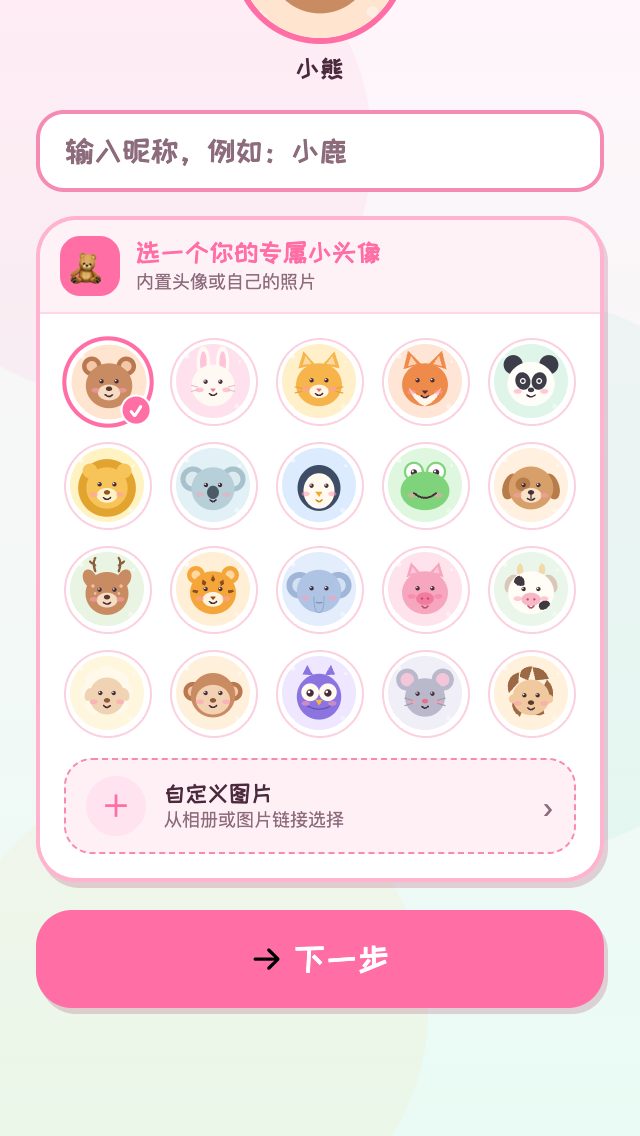 小熊
输入昵称，例如：小鹿
选一个你的专属小头像
内置头像或自己的照片
自定义图片
从相册或图片链接选择
下一步